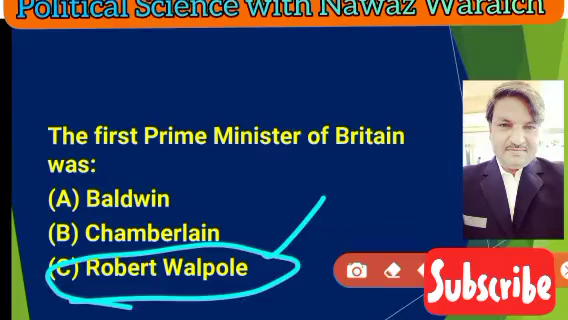 Political Science with Nawaz Waraich
The first Prime Minister of Britain
was:
(A) Baldwin
(B) Chamberlain
(C) Robert Walpole
Subscribe